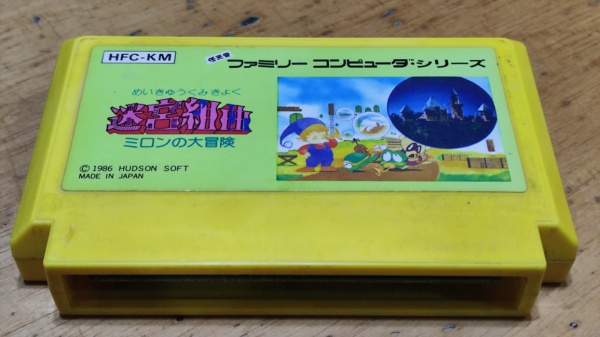 HFC-KM
任天堂 ファミリー コンピュータ・シリーズ
めいきゅうくみきょく
迷宮組曲
ミロンの大冒険
© 1986 HUDSON SOFT
MADE IN JAPAN